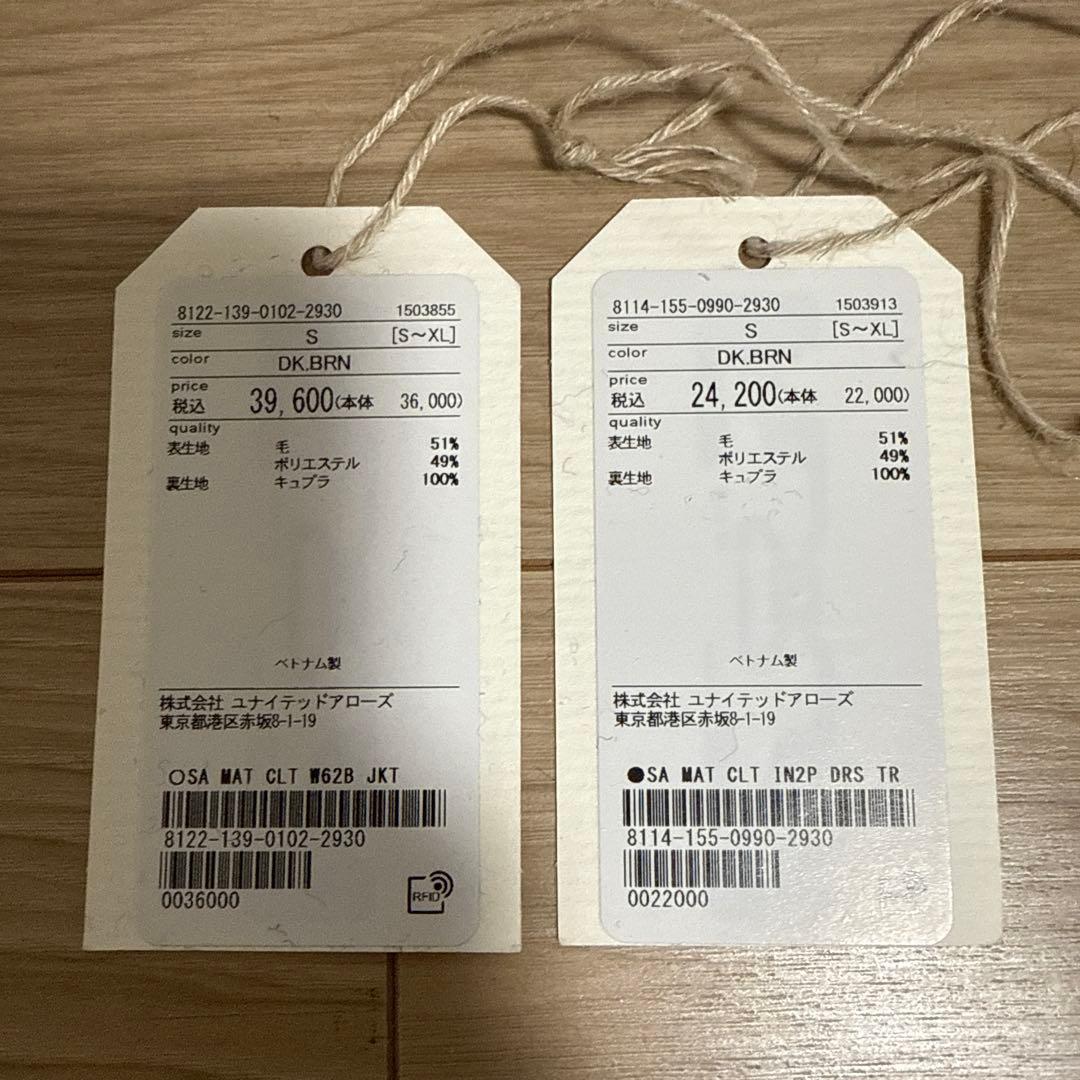 8122-139-0102-2930 1503855
size S [S〜XL]
color DK.BRN
price
税込 39,600(本体 36,000)
quality
表生地 毛 51%
ポリエステル 49%
裏生地 キュプラ 100%
ベトナム製
株式会社 ユナイテッドアローズ
東京都港区赤坂8-1-19
○SA MAT CLT W62B JKT
8122-139-0102-2930
0036000
RFID
8114-155-0990-2930 1503913
size S [S〜XL]
color DK.BRN
price
税込 24,200(本体 22,000)
quality
表生地 毛 51%
ポリエステル 49%
裏生地 キュプラ 100%
ベトナム製
株式会社 ユナイテッドアローズ
東京都港区赤坂8-1-19
●SA MAT CLT IN2P DRS TR
8114-155-0990-2930
0022000